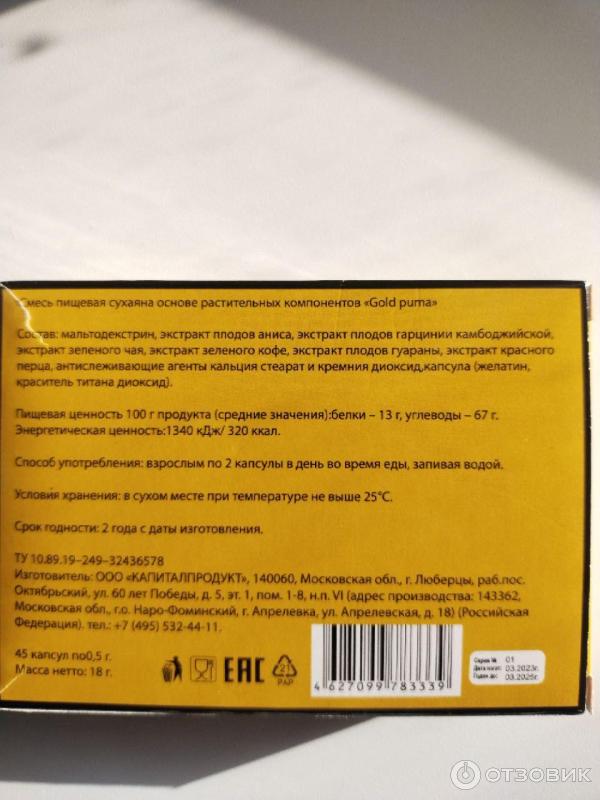 Смесь пищевая сухаяна основе растительных компонентов «Gold puma»
Состав: мальтодекстрин, экстракт плодов аниса, экстракт плодов гарцинии камбоджийской,
экстракт зеленого чая, экстракт зеленого кофе, экстракт плодов гуараны, экстракт красного
перца, антислеживающие агенты кальция стеарат и кремния диоксид,капсула (желатин,
краситель титана диоксид).
Пищевая ценность 100 г продукта (средние значения):белки – 13 г, углеводы – 67 г.
Энергетическая ценность:1340 кДж/ 320 ккал.
Способ употребления: взрослым по 2 капсулы в день во время еды, запивая водой.
Условия хранения: в сухом месте при температуре не выше 25°С.
Срок годности: 2 года с даты изготовления.
ТУ 10.89.19–249–32436578
Изготовитель: ООО «КАПИТАЛПРОДУКТ», 140060, Московская обл., г. Люберцы, раб.пос.
Октябрьский, ул. 60 лет Победы, д. 5, эт. 1, пом. 1-8, н.п. VI (адрес производства: 143362,
Московская обл., г.о. Наро-Фоминский, г. Апрелевка, ул. Апрелевская, д. 18) (Российская
Федерация). тел.: +7 (495) 532-44-11.
45 капсул по0,5 г.
Масса нетто: 18 г.
EAC
21
PAP
4 627099 783339
Серия № 01
Дата изгот: 03.2023г.
Годен до: 03.2025г.
ОТЗОВИК